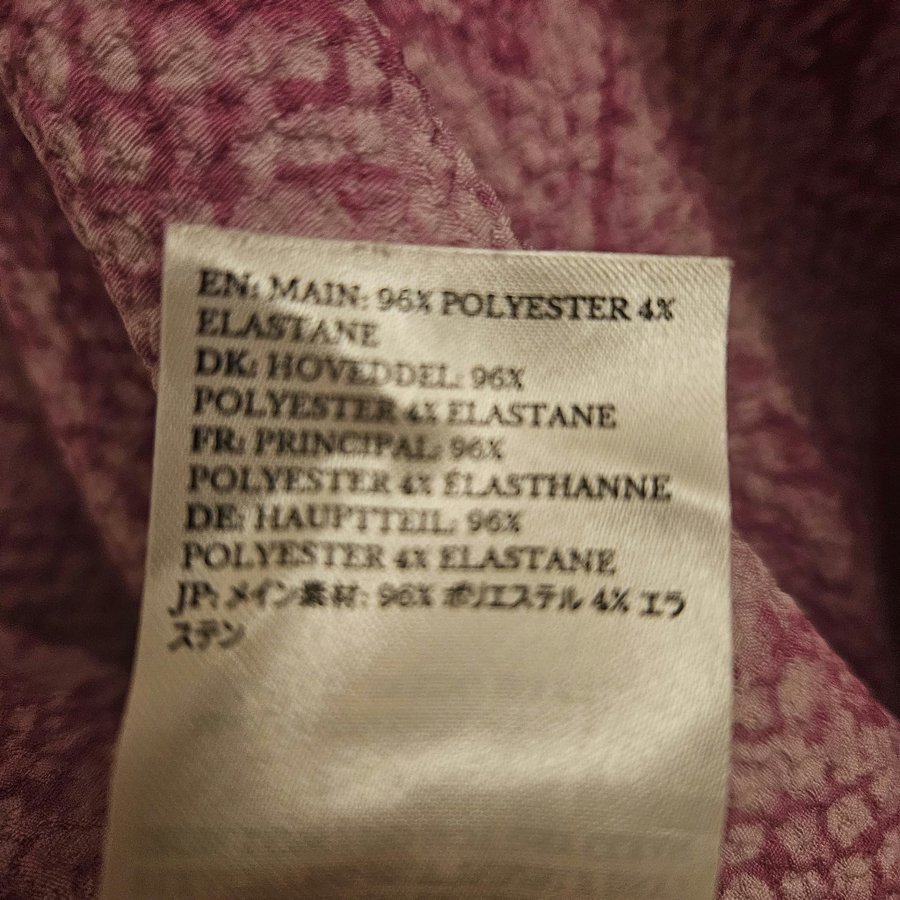 EN: MAIN: 96% POLYESTER 4%
ELASTANE
DK: HOVEDDEL: 96%
POLYESTER 4% ELASTANE
FR: PRINCIPAL: 96%
POLYESTER 4% ÉLASTHANNE
DE: HAUPTTEIL: 96%
POLYESTER 4% ELASTANE
JP: メイン素材: 96% ポリエステル 4% エラ
ステン